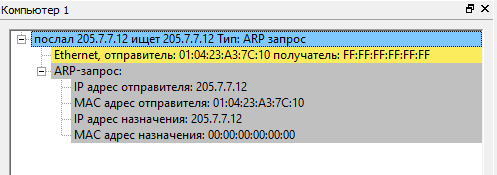 Компьютер 1
послал 205.7.7.12 ищет 205.7.7.12 Тип: ARP запрос
Ethernet, отправитель: 01:04:23:A3:7C:10 получатель: FF:FF:FF:FF:FF:FF
ARP-запрос:
IP адрес отправителя: 205.7.7.12
MAC адрес отправителя: 01:04:23:A3:7C:10
IP адрес назначения: 205.7.7.12
MAC адрес назначения: 00:00:00:00:00:00